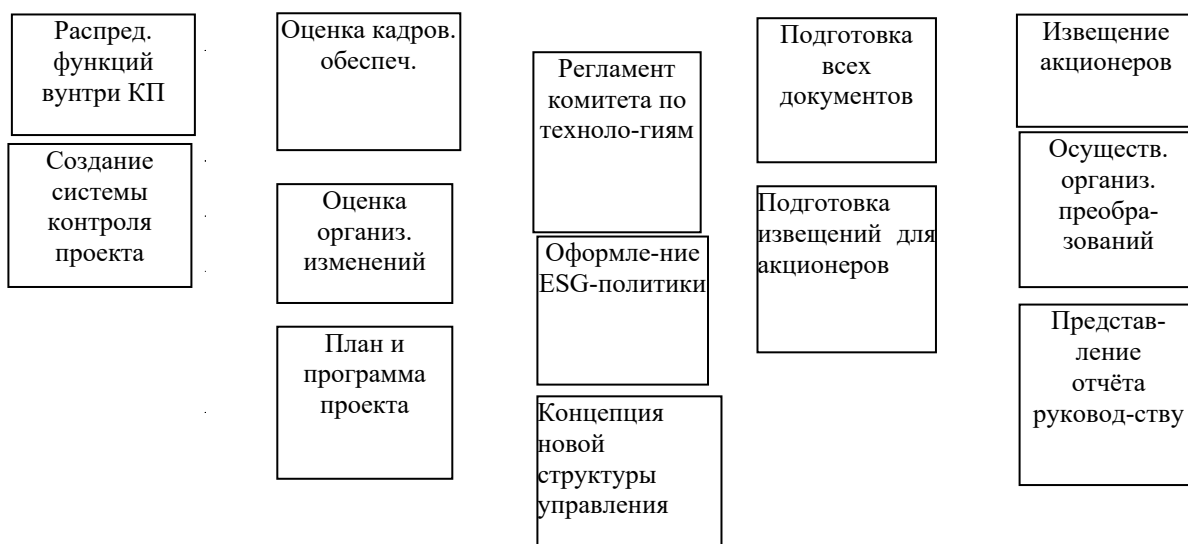 Распред.
функций
вунтри КП
Создание
системы
контроля
проекта
Оценка кадров.
обеспеч.
Оценка
организ.
изменений
План и
программа
проекта
Регламент
комитета по
техноло-гиям
Оформле-ние
ESG-политики
Концепция
новой
структуры
управления
Подготовка
всех
документов
Подготовка
извещений для
акционеров
Извещение
акционеров
Осуществ.
организ.
преобра-
зований
Представ-
ление
отчёта
руковод-ству